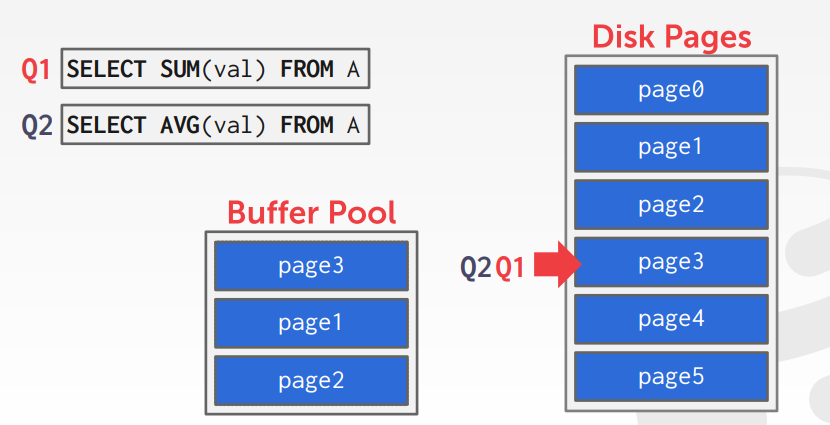 Q1 SELECT SUM(val) FROM A
Q2 SELECT AVG(val) FROM A
Buffer Pool
page3
page1
page2
Q2 Q1
Disk Pages
page0
page1
page2
page3
page4
page5